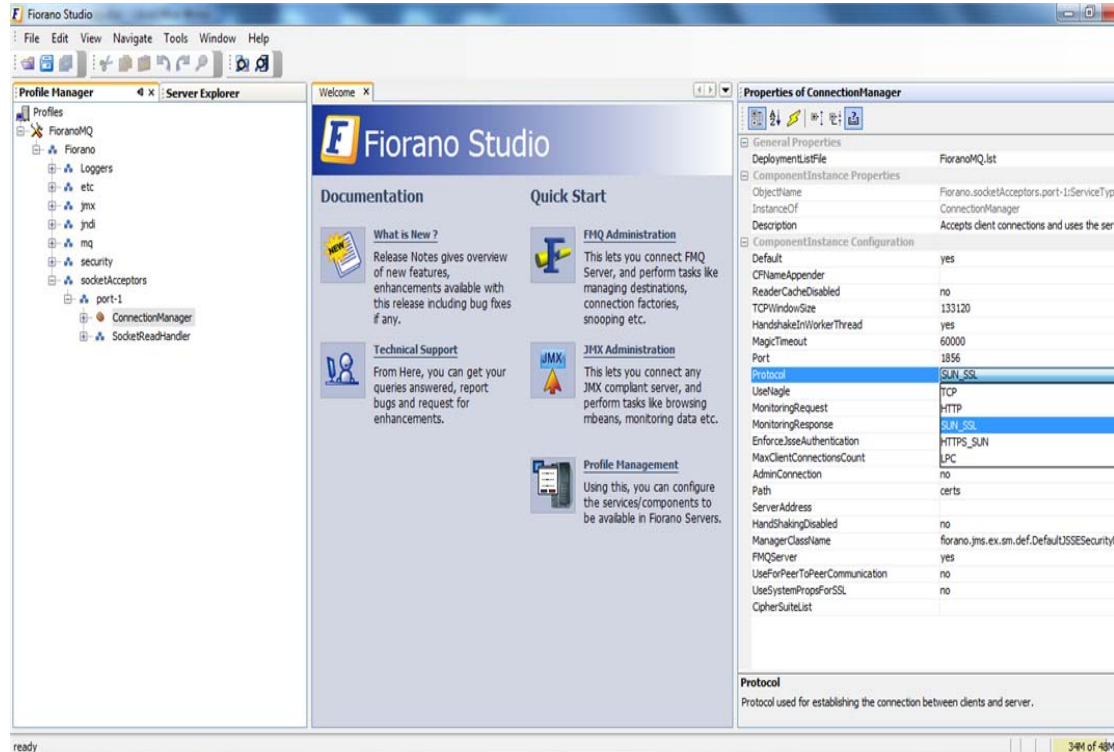 Fiorano Studio
File Edit View Navigate Tools Window Help
Profile Manager
Server Explorer
Profiles
FioranoMQ
Fiorano
Loggers
etc
jmx
jndi
mq
security
socketAcceptors
port-1
ConnectionManager
SocketReadHandler
Welcome
Fiorano Studio
Documentation
What is New ?
Release Notes gives overview
of new features,
enhancements available with
this release including bug fixes
if any.
Technical Support
From Here, you can get your
queries answered, report
bugs and request for
enhancements.
Quick Start
FMQ Administration
This lets you connect FMQ
Server, and perform tasks like
managing destinations,
connection factories,
snooping etc.
JMX Administration
This lets you connect any
JMX compliant server, and
perform tasks like browsing
mbeans, monitoring data etc.
Profile Management
Using this, you can configure
the services/components to
be available in Fiorano Servers.
Properties of ConnectionManager
General Properties
DeploymentListFile FioranoMQ.lst
ComponentInstance Properties
ObjectName Fiorano.socketAcceptors.port-1:ServiceTyp
InstanceOf ConnectionManager
Description Accepts client connections and uses the ser
ComponentInstance Configuration
Default yes
CFNameAppender
ReaderCacheDisabled no
TCPWindowSize 133120
HandshakeInWorkerThread yes
MagicTimeout 60000
Port 1856
Protocol SUN_SSL
UseNagle TCP
MonitoringRequest HTTP
MonitoringResponse SUN_SSL
EnforceJsseAuthentication HTTPS_SUN
MaxClientConnectionsCount LPC
AdminConnection no
Path certs
ServerAddress
HandShakingDisabled no
ManagerClassName fiorano.jms.ex.sm.def.DefaultJSSESecurity
FMQServer yes
UseForPeerToPeerCommunication no
UseSystemPropsForSSL no
CipherSuiteList
Protocol
Protocol used for establishing the connection between clients and server.
ready
34M of 48M